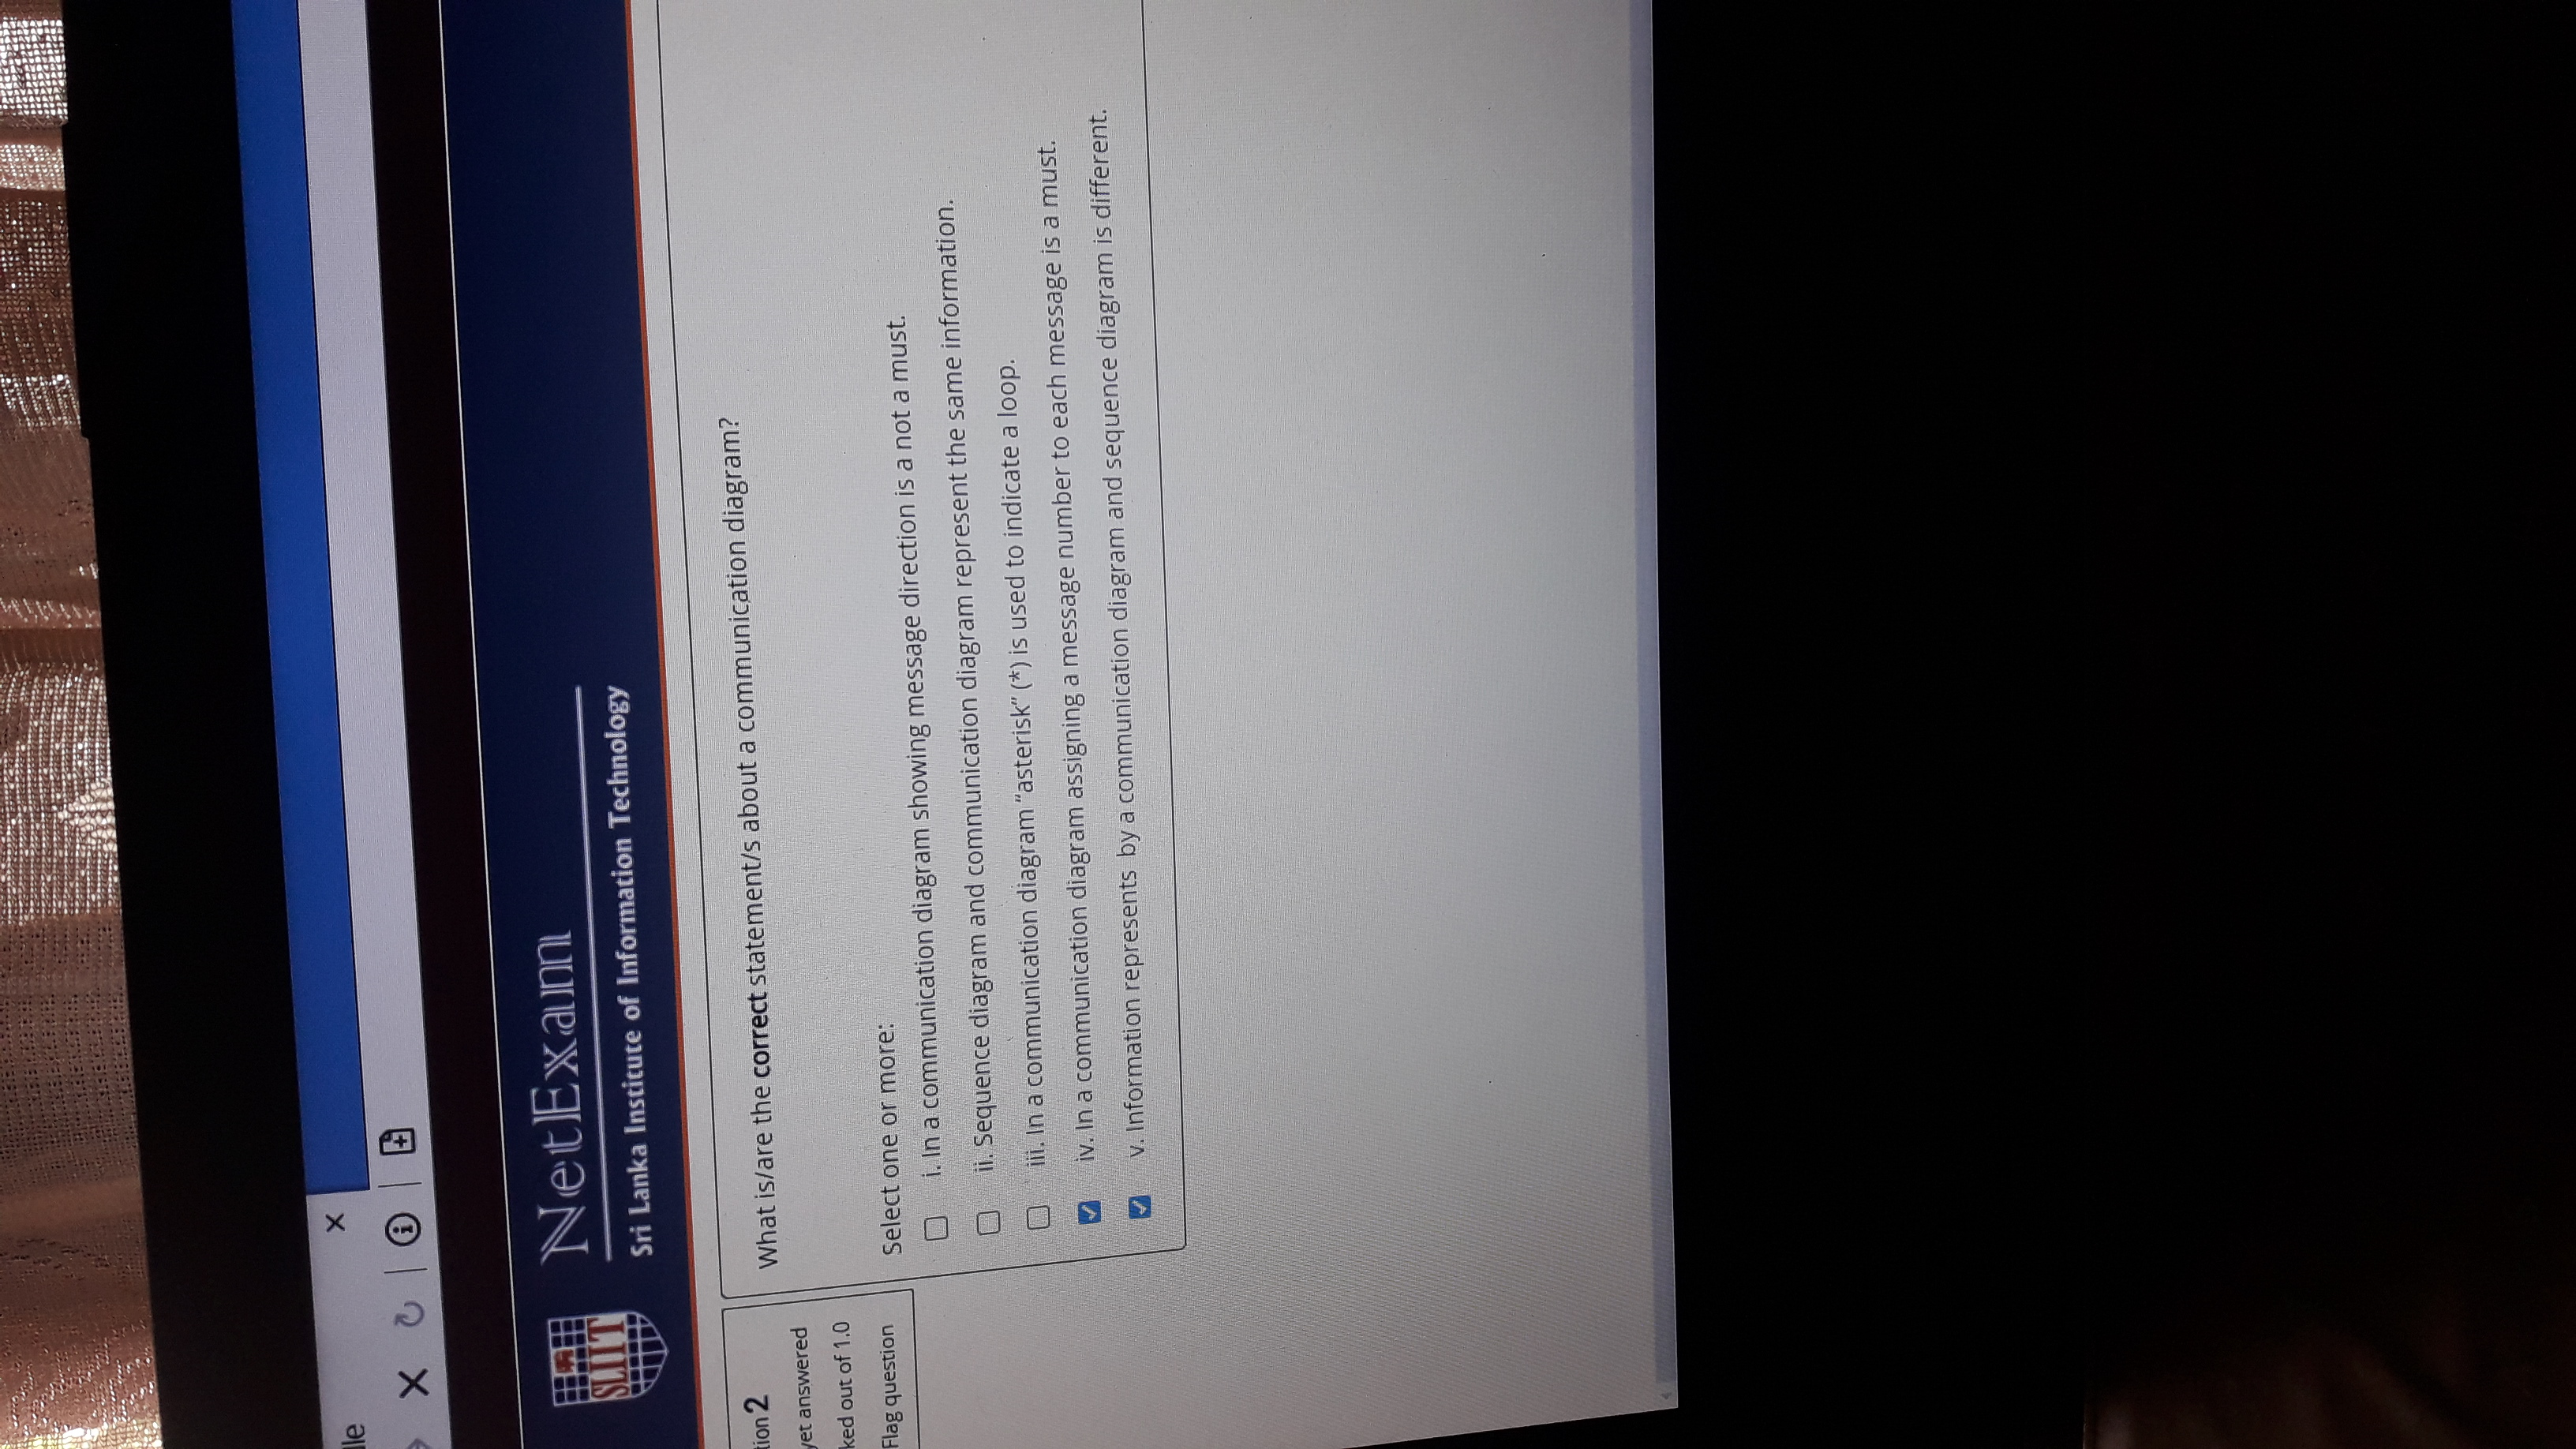 lle
NetExam
SLIIT
Sri Lanka Institute of Information Technology
tion 2
yet answered
ked out of 1.0
Flag question
What is/are the correct statement/s about a communication diagram?
Select one or more:
i. In a communication diagram showing message direction is a not a must.
ii. Sequence diagram and communication diagram represent the same information.
iii. In a communication diagram “asterisk” (*) is used to indicate a loop.
iv. In a communication diagram assigning a message number to each message is a must.
v. Information represents by a communication diagram and sequence diagram is different.